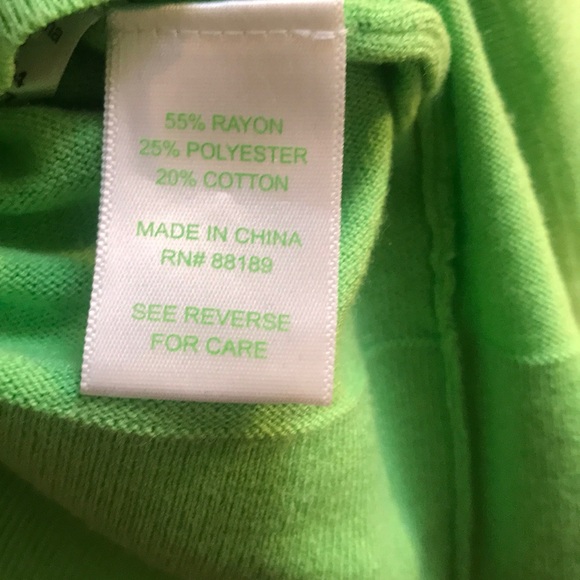 55% RAYON
25% POLYESTER
20% COTTON
MADE IN CHINA
RN# 88189
SEE REVERSE
FOR CARE